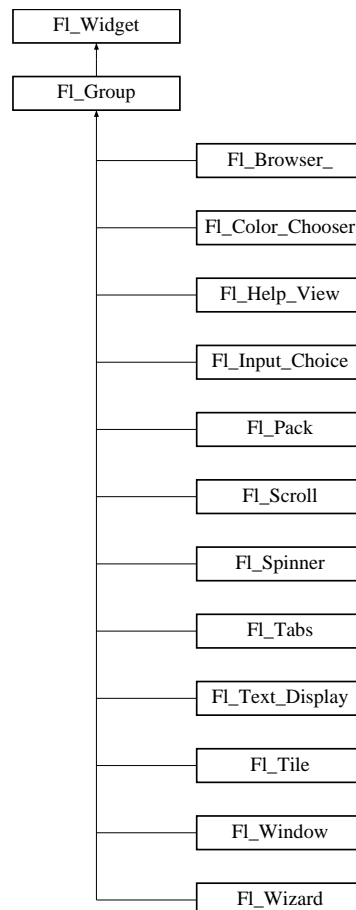 Fl_Widget
Fl_Group
Fl_Browser_
Fl_Color_Chooser
Fl_Help_View
Fl_Input_Choice
Fl_Pack
Fl_Scroll
Fl_Spinner
Fl_Tabs
Fl_Text_Display
Fl_Tile
Fl_Window
Fl_Wizard